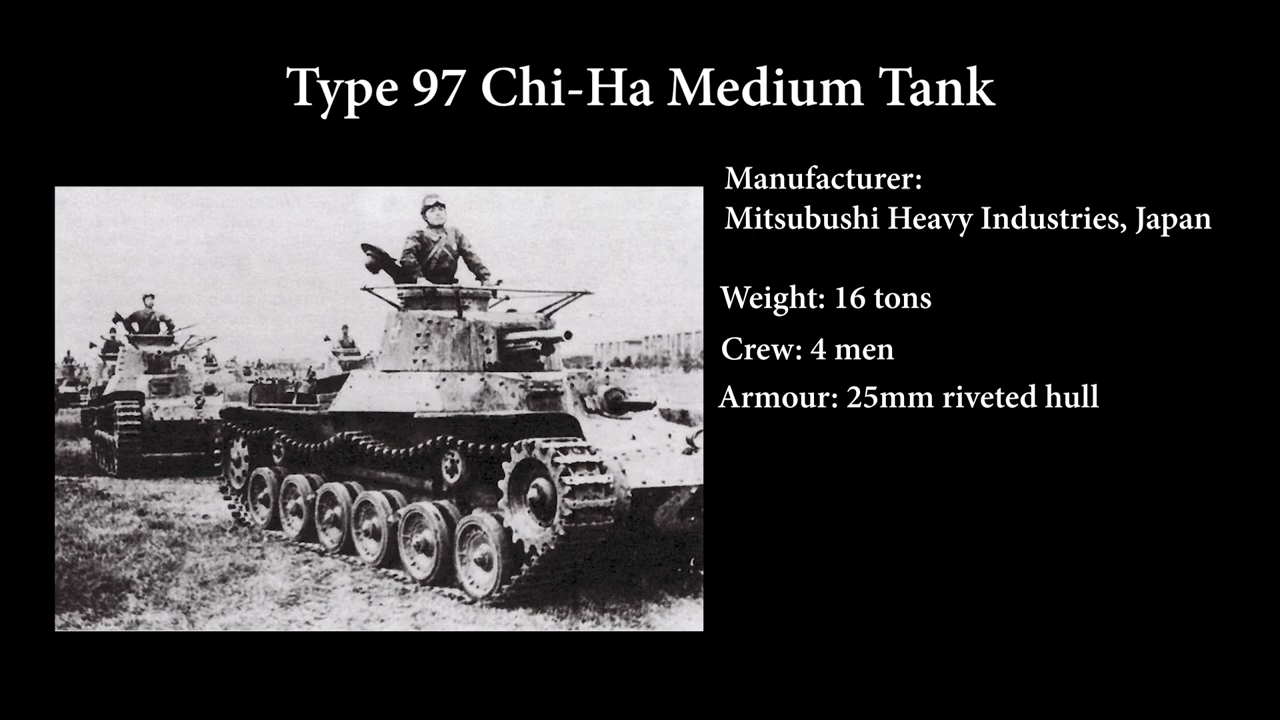 Type 97 Chi-Ha Medium Tank
Manufacturer:
Mitsubushi Heavy Industries, Japan
Weight: 16 tons
Crew: 4 men
Armour: 25mm riveted hull